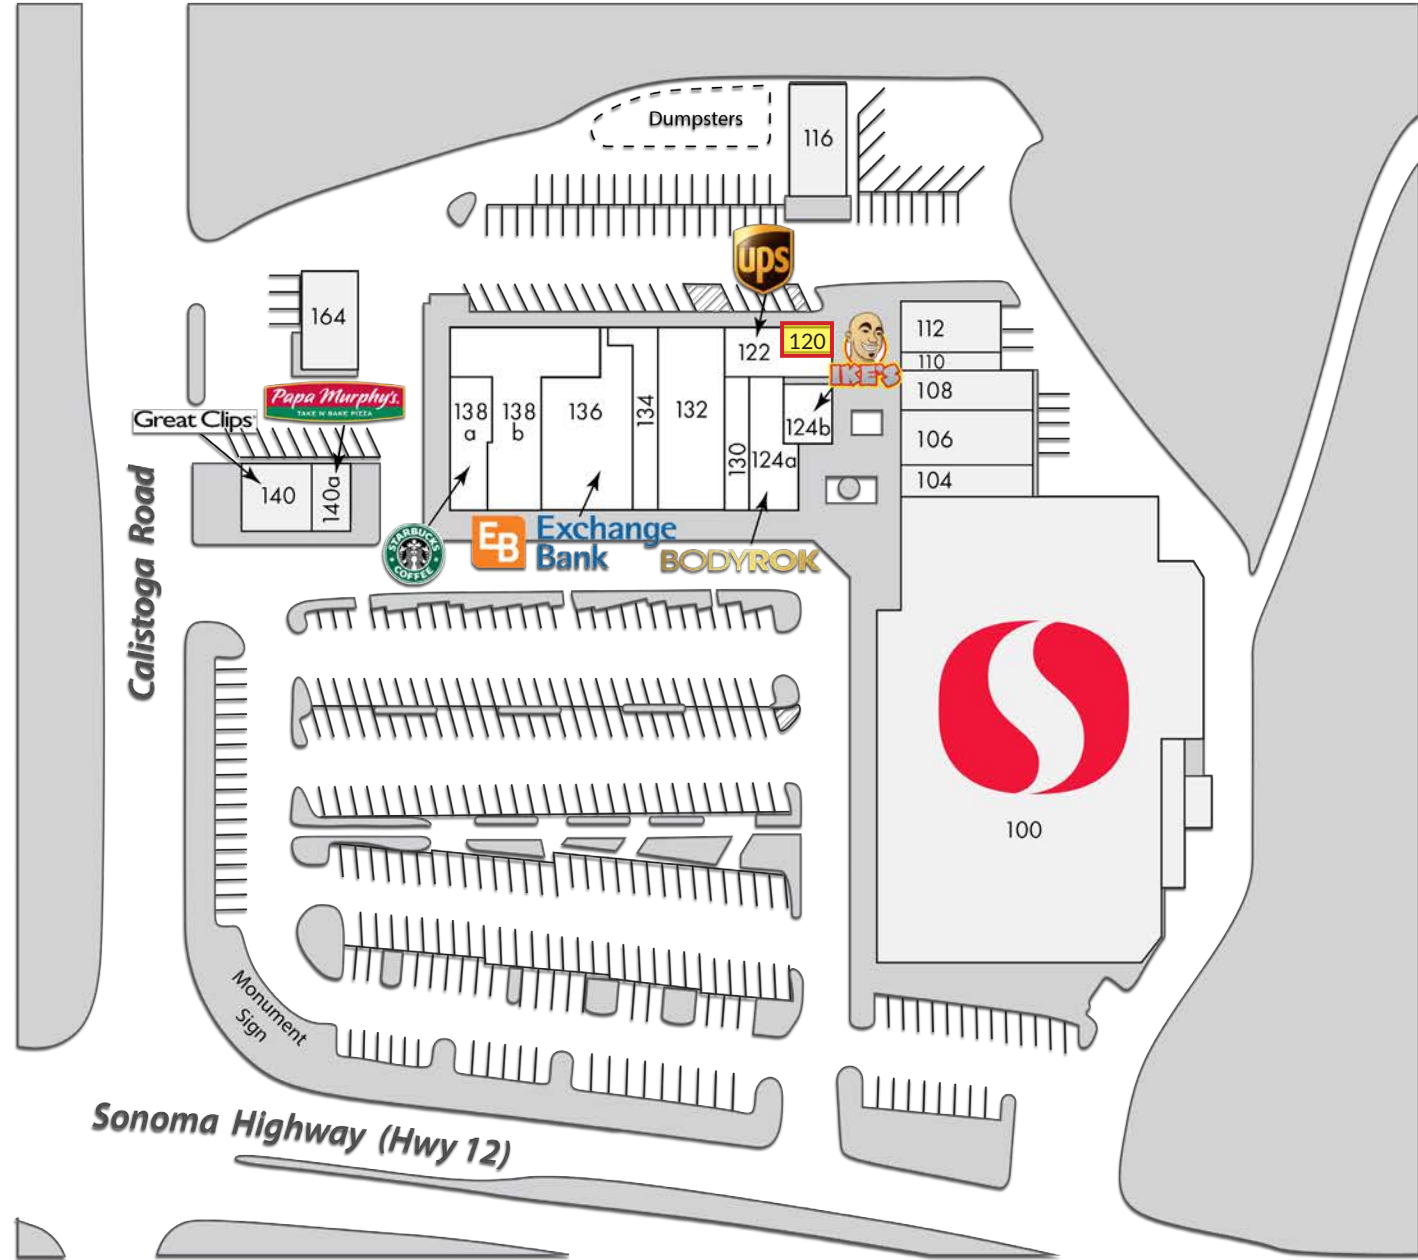 Dumpsters
116
ups
164
112
120
122
110
IKE'S
108
Papa Murphy's.
TAKE 'N' BAKE PIZZA
Great Clips
138
a
138
b
136
134
132
124b
106
130
124a
104
140
140a
STARBUCKS
COFFEE
EB
Exchange
Bank
BODYROK
Calistoga Road
100
Monument
Sign
Sonoma Highway (Hwy 12)